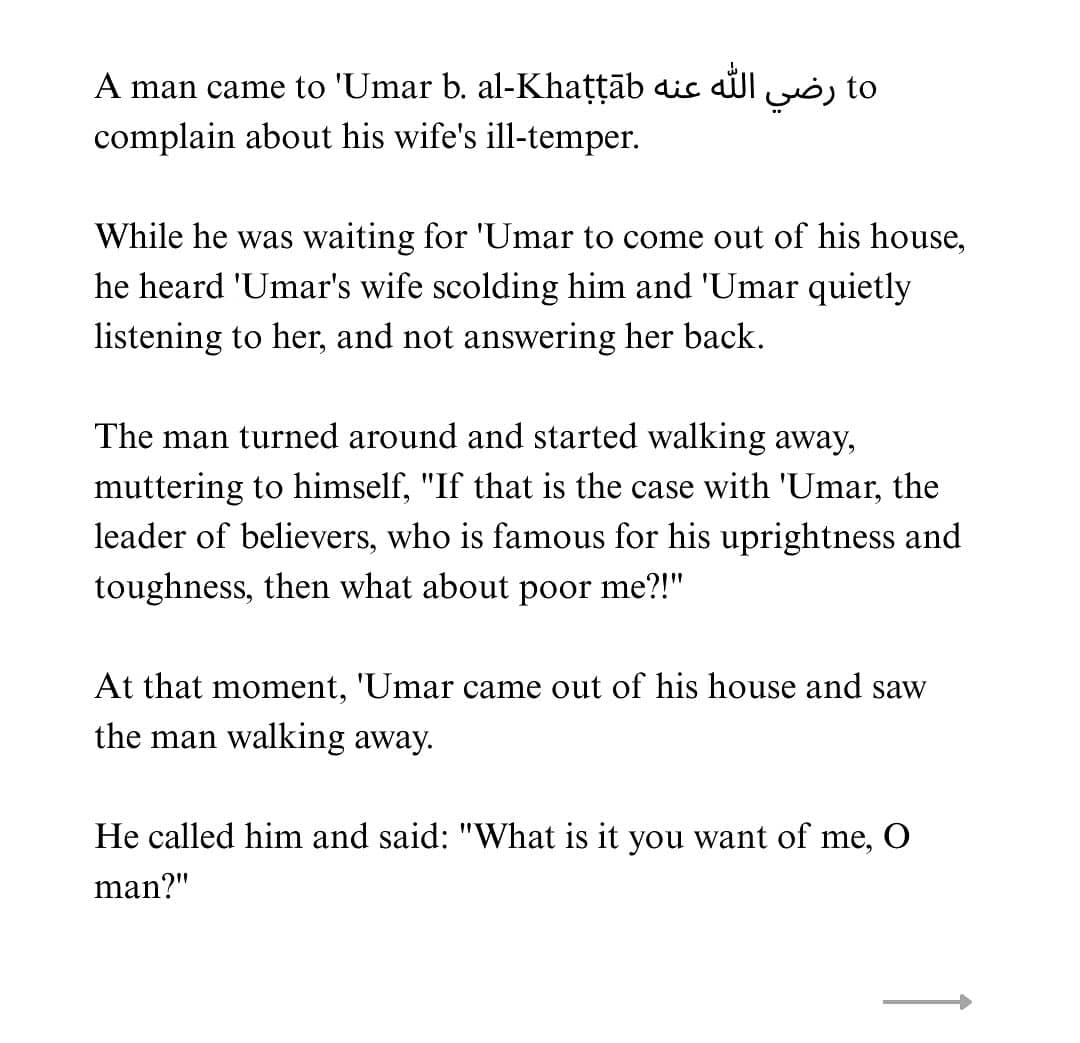 A man came to 'Umar b. al-Khaṭṭāb رضي الله عنه to
complain about his wife's ill-temper.
While he was waiting for 'Umar to come out of his house,
he heard 'Umar's wife scolding him and 'Umar quietly
listening to her, and not answering her back.
The man turned around and started walking away,
muttering to himself, "If that is the case with 'Umar, the
leader of believers, who is famous for his uprightness and
toughness, then what about poor me?!"
At that moment, 'Umar came out of his house and saw
the man walking away.
He called him and said: "What is it you want of me, O
man?"